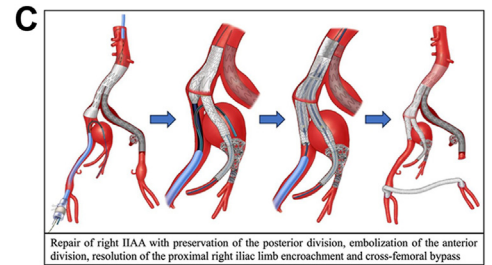 C
Repair of right IIAA with preservation of the posterior division, embolization of the anterior
division, resolution of the proximal right iliac limb encroachment and cross-femoral bypass